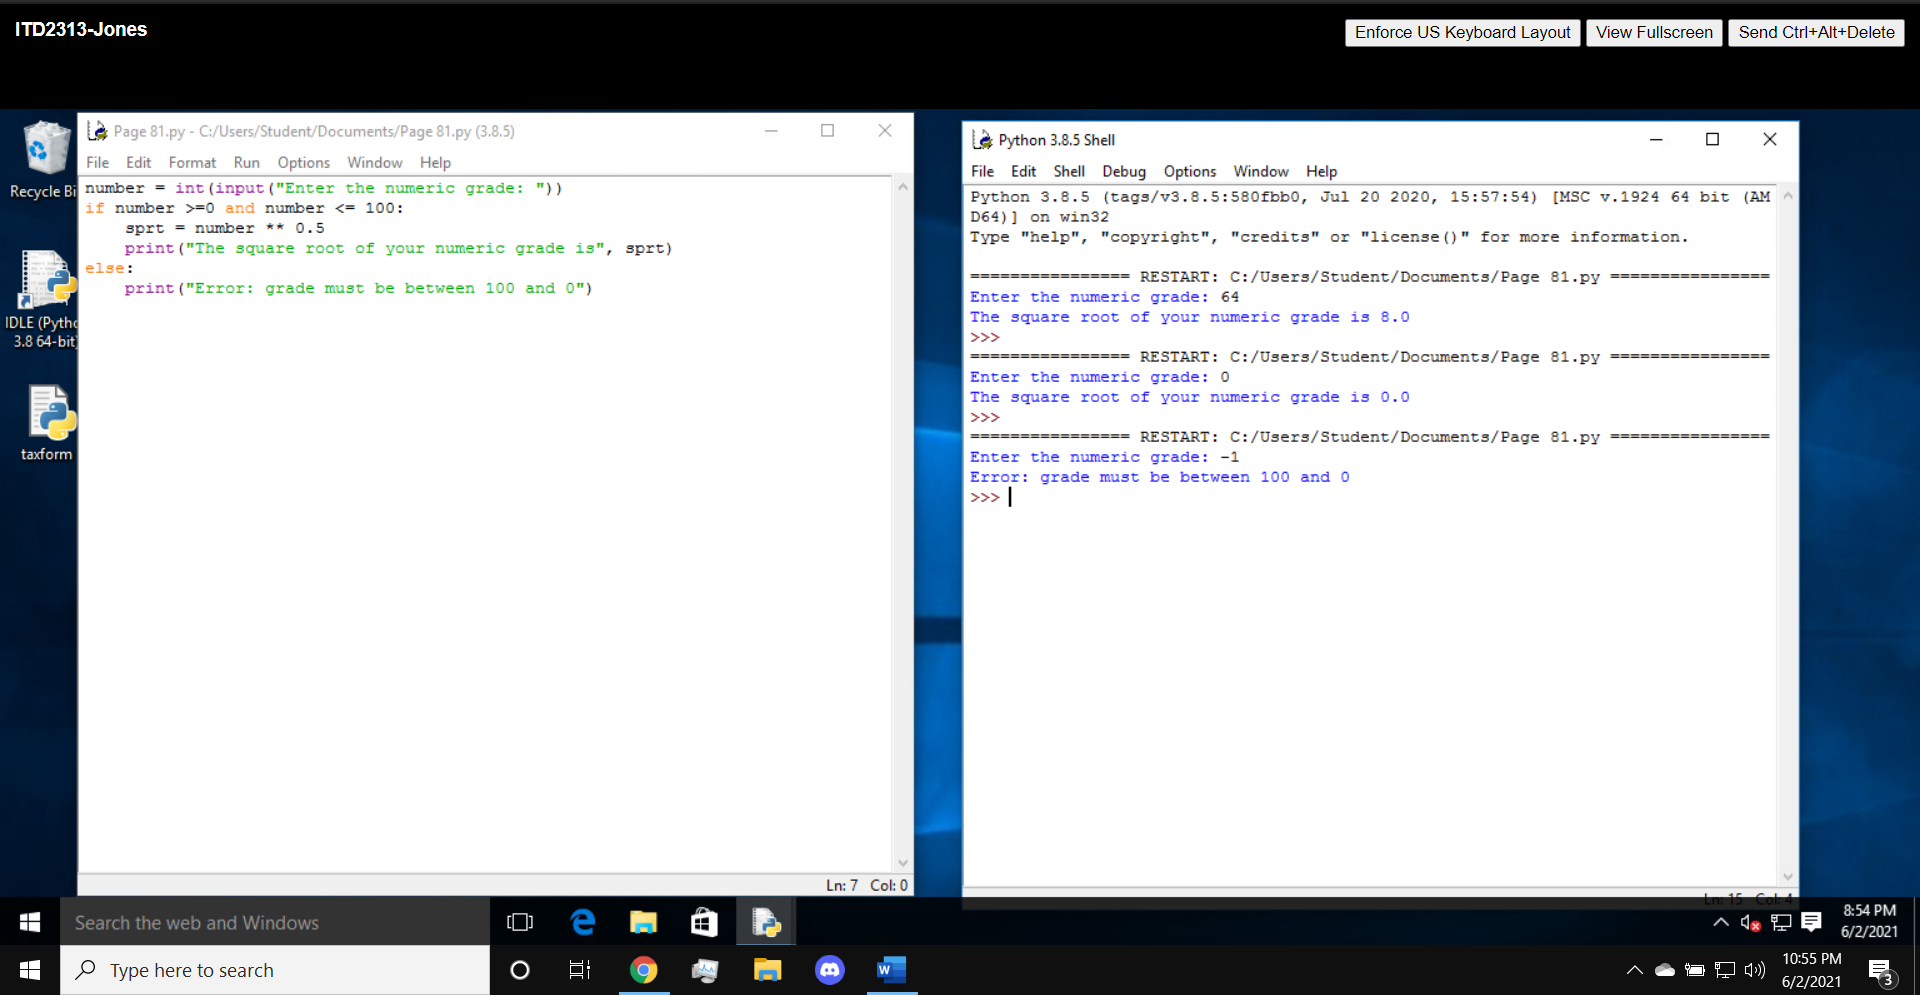 ITD2313-Jones
Enforce US Keyboard Layout
View Fullscreen
Send Ctrl+Alt+Delete
Recycle Bi
IDLE (Pytho
3.8 64-bit)
taxform
Page 81.py - C:/Users/Student/Documents/Page 81.py (3.8.5)
File Edit Format Run Options Window Help
number = int(input("Enter the numeric grade: "))
if number >=0 and number <= 100:
    sprt = number ** 0.5
    print("The square root of your numeric grade is", sprt)
else:
    print("Error: grade must be between 100 and 0")
Ln: 7 Col: 0
Python 3.8.5 Shell
File Edit Shell Debug Options Window Help
Python 3.8.5 (tags/v3.8.5:580fbb0, Jul 20 2020, 15:57:54) [MSC v.1924 64 bit (AM
D64)] on win32
Type "help", "copyright", "credits" or "license()" for more information.
================ RESTART: C:/Users/Student/Documents/Page 81.py ================
Enter the numeric grade: 64
The square root of your numeric grade is 8.0
>>>
================ RESTART: C:/Users/Student/Documents/Page 81.py ================
Enter the numeric grade: 0
The square root of your numeric grade is 0.0
>>>
================ RESTART: C:/Users/Student/Documents/Page 81.py ================
Enter the numeric grade: -1
Error: grade must be between 100 and 0
>>>
Ln: 15 Col: 4
Search the web and Windows
8:54 PM
6/2/2021
Type here to search
10:55 PM
6/2/2021
3